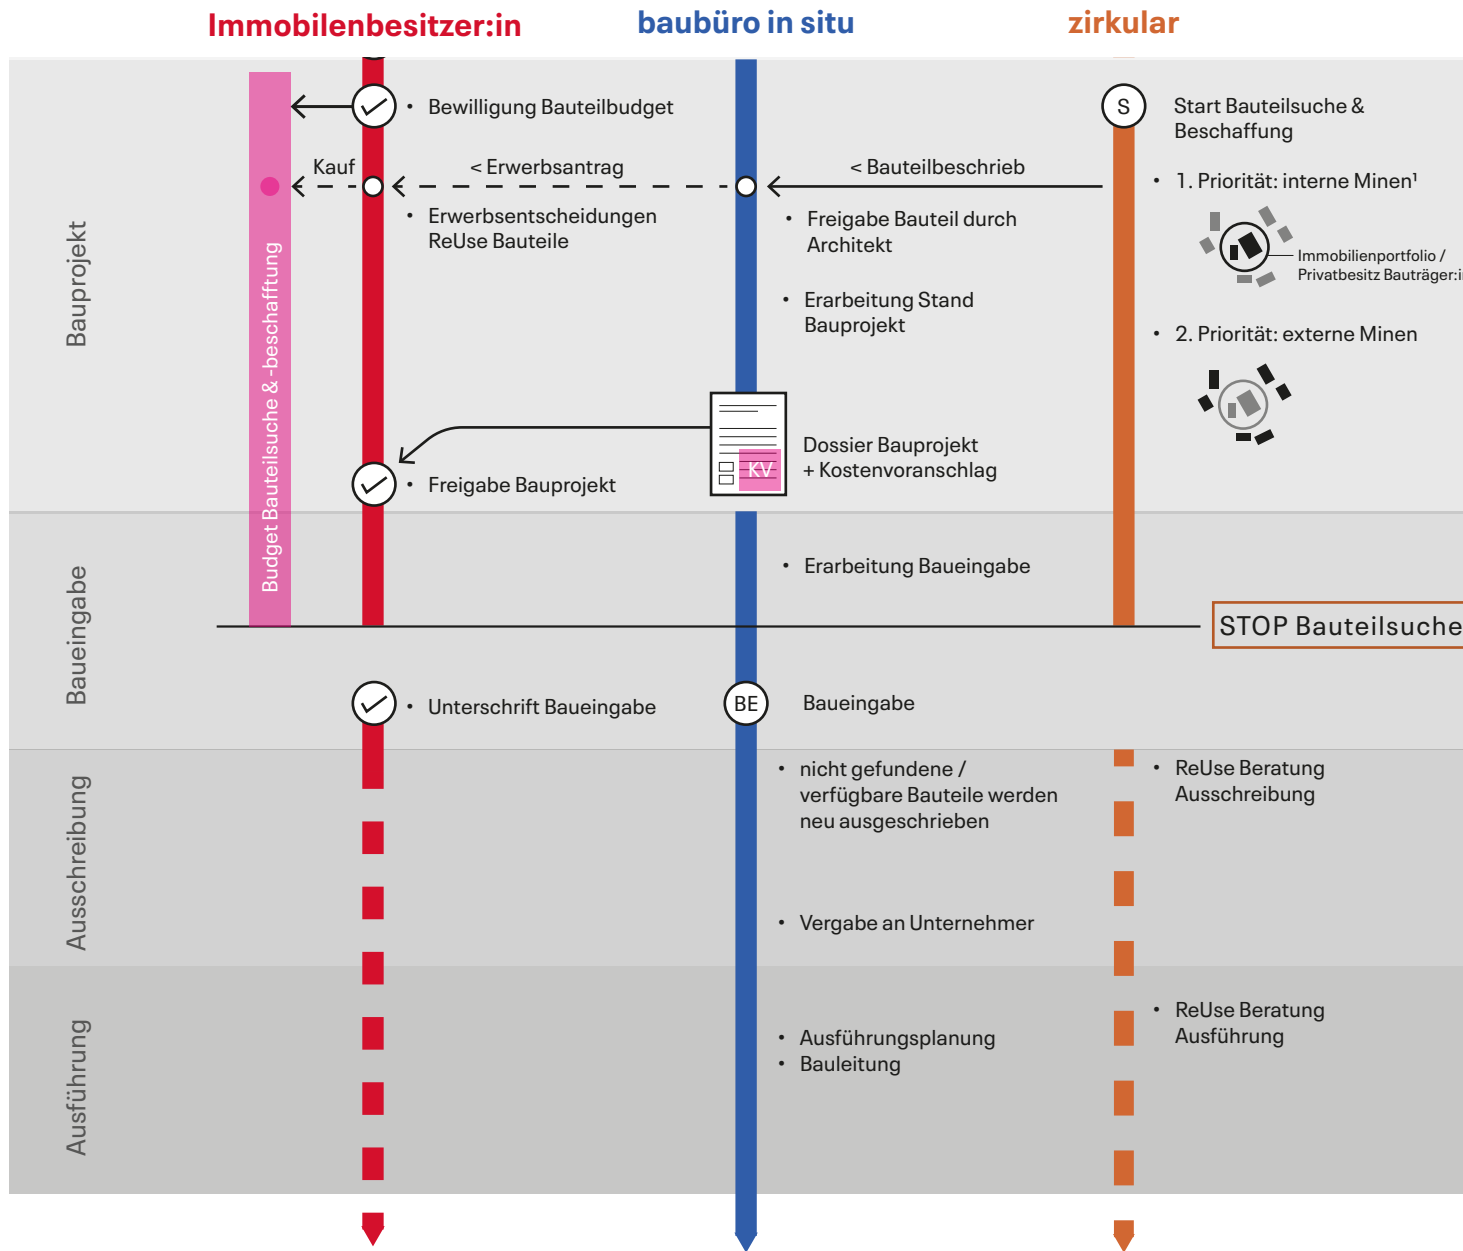 Immobilenbesitzer:in
baubüro in situ
zirkular
Bauprojekt
Budget Bauteilsuche & -beschafftung
• Bewilligung Bauteilbudget
S
Start Bauteilsuche &
Beschaffung
Kauf
< Erwerbsantrag
< Bauteilbeschrieb
• Erwerbsentscheidungen
ReUse Bauteile
• Freigabe Bauteil durch
Architekt
• Erarbeitung Stand
Bauprojekt
• 1. Priorität: interne Minen¹
Immobilienportfolio /
Privatbesitz Bauträger:i
• 2. Priorität: externe Minen
KV
Dossier Bauprojekt
+ Kostenvoranschlag
• Freigabe Bauprojekt
Baueingabe
• Erarbeitung Baueingabe
STOP Bauteilsuche
• Unterschrift Baueingabe
BE
Baueingabe
Ausschreibung
• nicht gefundene /
verfügbare Bauteile werden
neu ausgeschrieben
• ReUse Beratung
Ausschreibung
• Vergabe an Unternehmer
Ausführung
• Ausführungsplanung
• Bauleitung
• ReUse Beratung
Ausführung